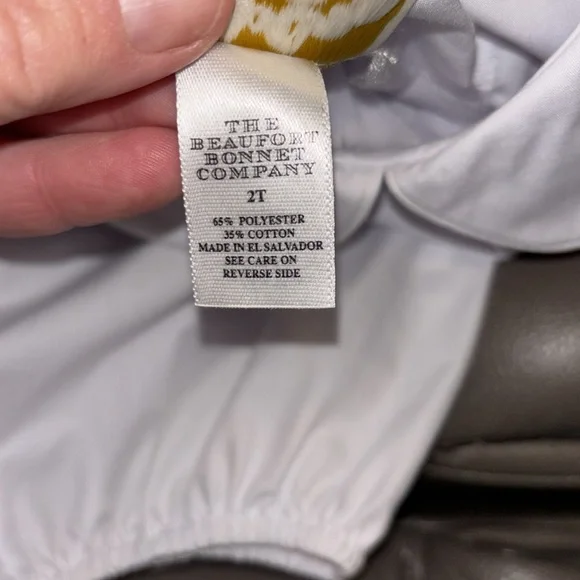 THE
BEAUFORT
BONNET
COMPANY
2T
65% POLYESTER
35% COTTON
MADE IN EL SALVADOR
SEE CARE ON
REVERSE SIDE